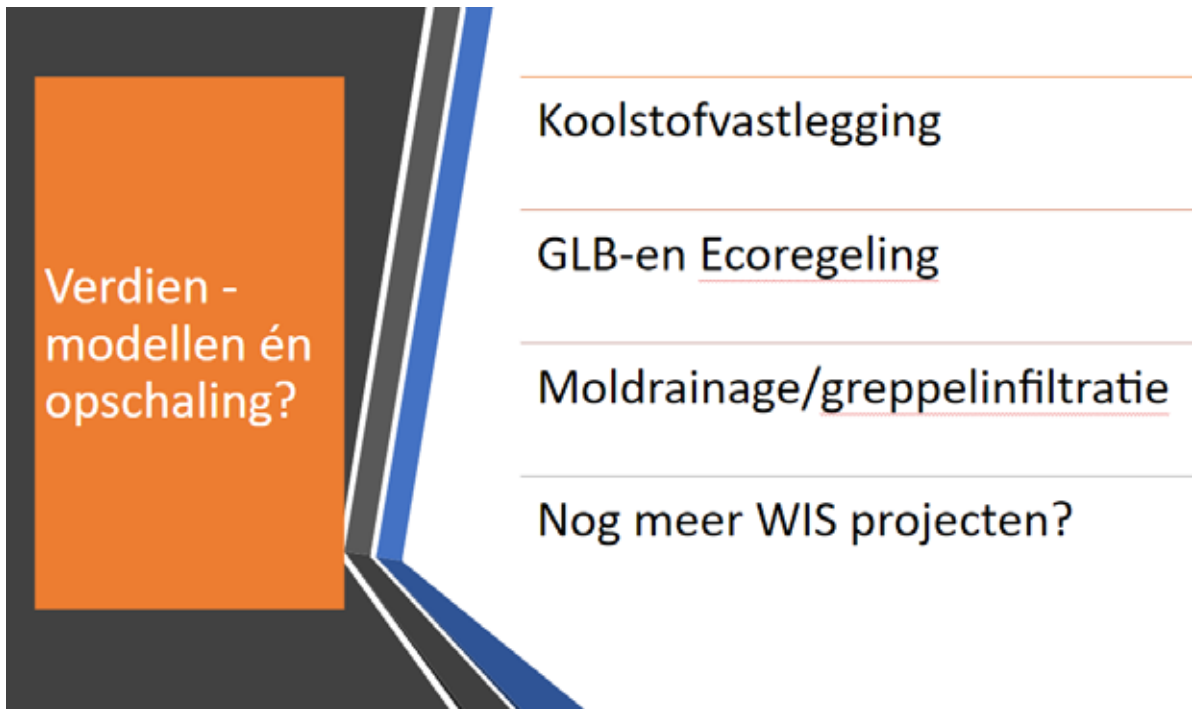 Verdien -
modellen én
opschaling?
Koolstofvastlegging
GLB-en Ecoregeling
Moldrainage/greppelinfiltratie
Nog meer WIS projecten?